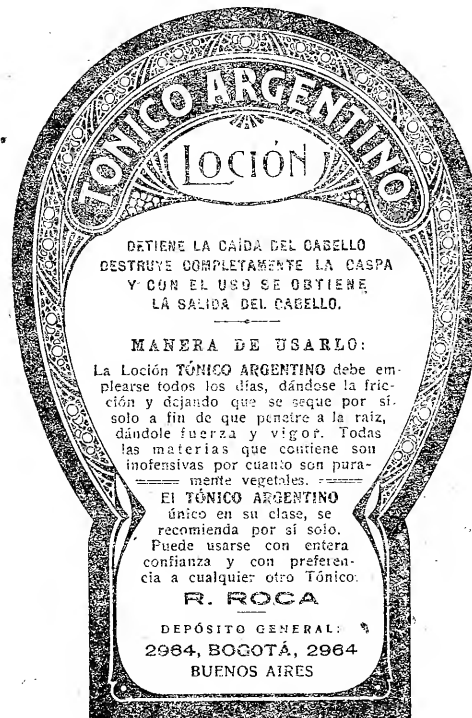 TÓNICO ARGENTINO
LOCIÓN
DETIENE LA CAÍDA DEL CABELLO
DESTRUYE COMPLETAMENTE LA CASPA
Y CON EL USO SE OBTIENE
LA SALIDA DEL CABELLO.
MANERA DE USARLO:
La Loción TÓNICO ARGENTINO debe em-
plearse todos los días, dándose la fric-
ción y dejando que se seque por sí
solo a fin de que penetre a la raíz,
dándole fuerza y vigor. Todas
las materias que contiene son
inofensivas por cuanto son pura-
mente vegetales.
El TÓNICO ARGENTINO
único en su clase, se
recomienda por sí solo.
Puede usarse con entera
confianza y con preferen-
cia a cualquier otro Tónico.
R. ROCA
DEPÓSITO GENERAL:
2964, BOGOTÁ, 2964
BUENOS AIRES